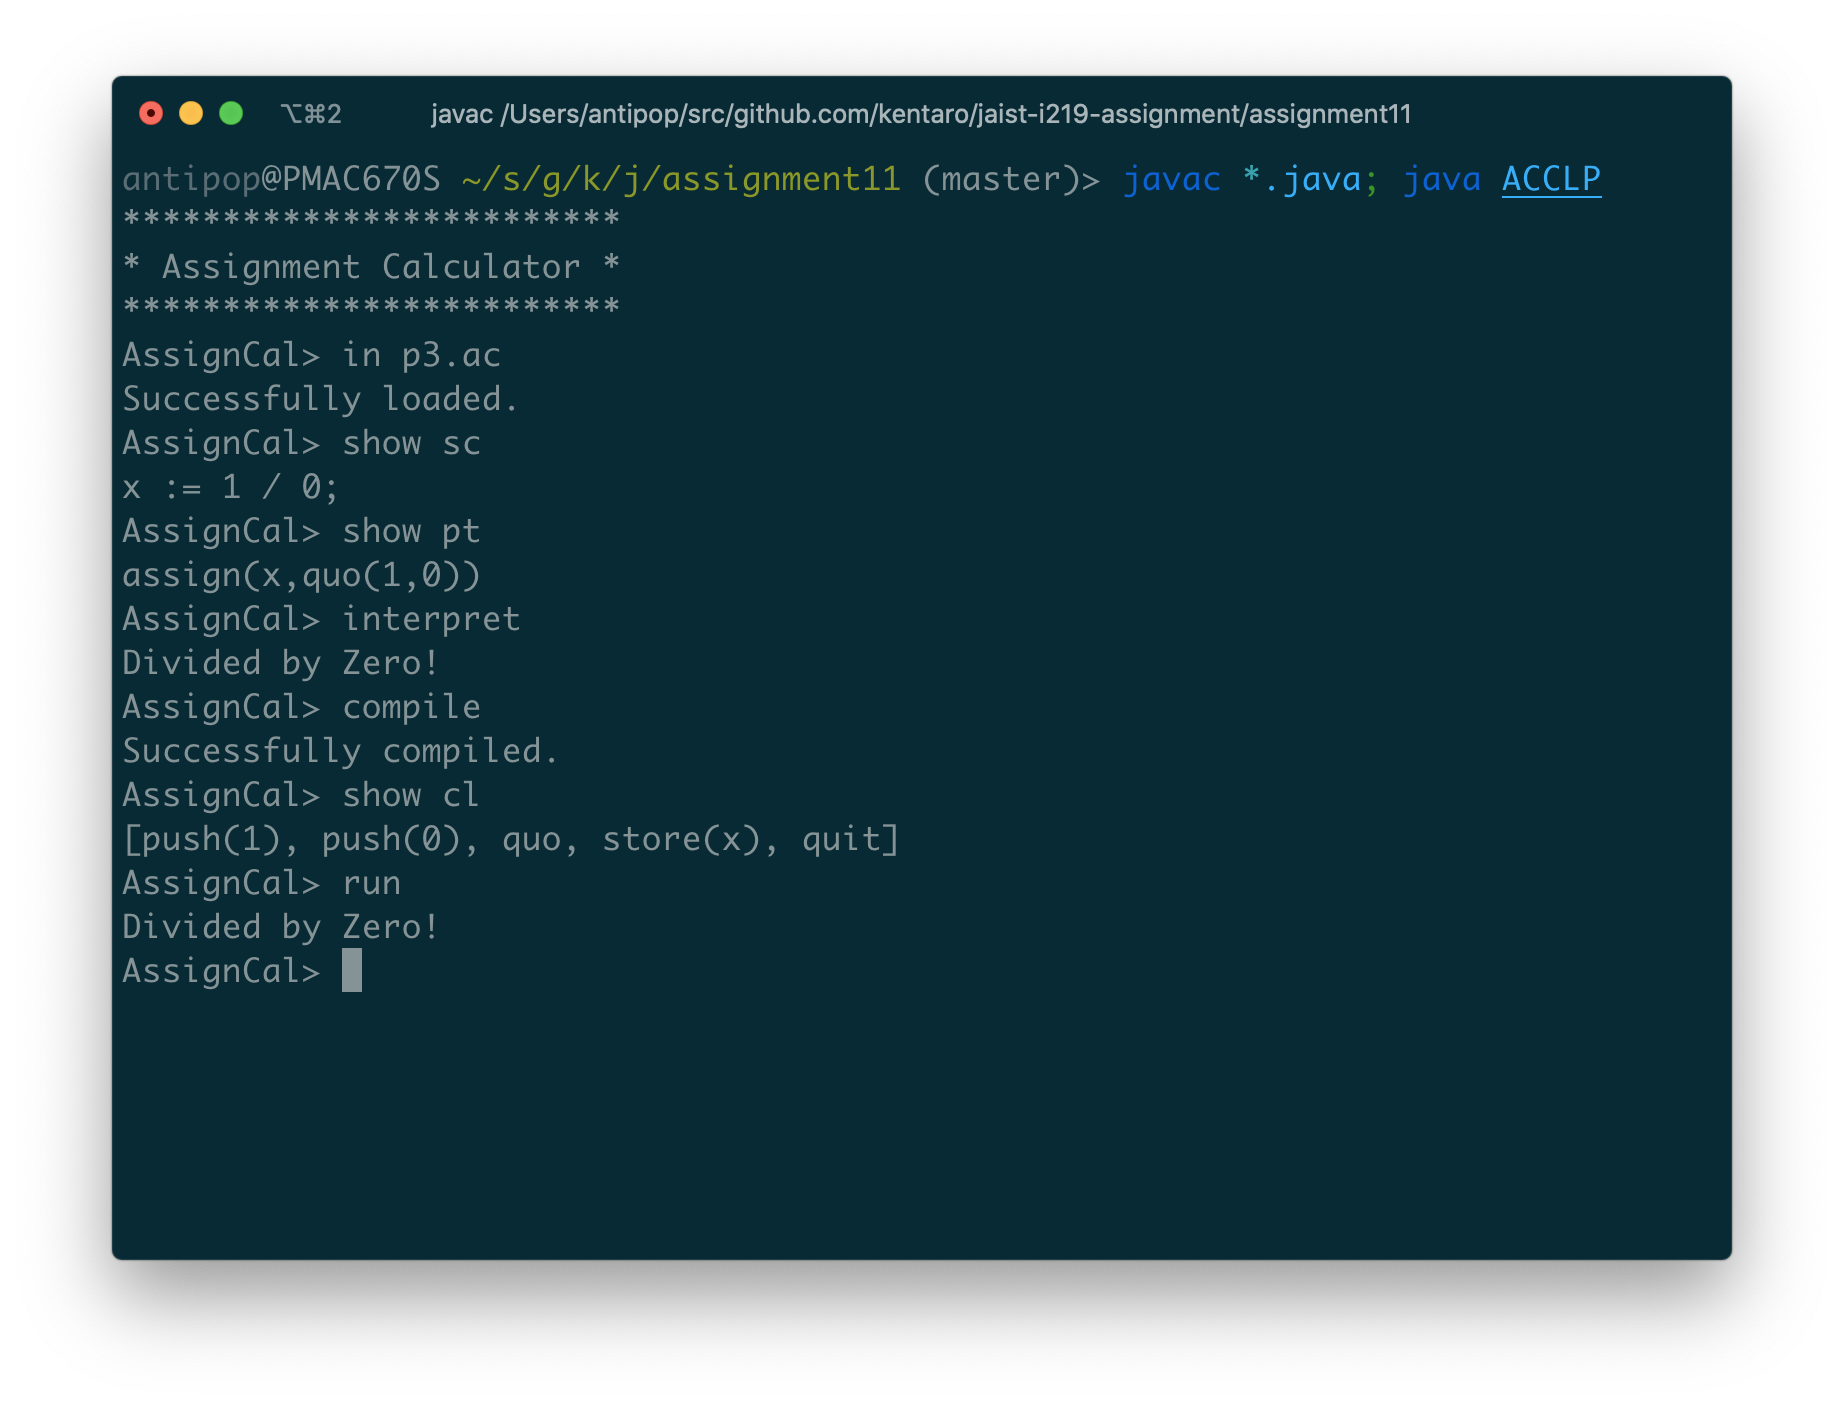 ⌥⌘2 javac /Users/antipop/src/github.com/kentaro/jaist-i219-assignment/assignment11
antipop@PMAC670S ~/s/g/k/j/assignment11 (master)> javac *.java; java ACCLP
*************************
* Assignment Calculator *
*************************
AssignCal> in p3.ac
Successfully loaded.
AssignCal> show sc
x := 1 / 0;
AssignCal> show pt
assign(x,quo(1,0))
AssignCal> interpret
Divided by Zero!
AssignCal> compile
Successfully compiled.
AssignCal> show cl
[push(1), push(0), quo, store(x), quit]
AssignCal> run
Divided by Zero!
AssignCal>